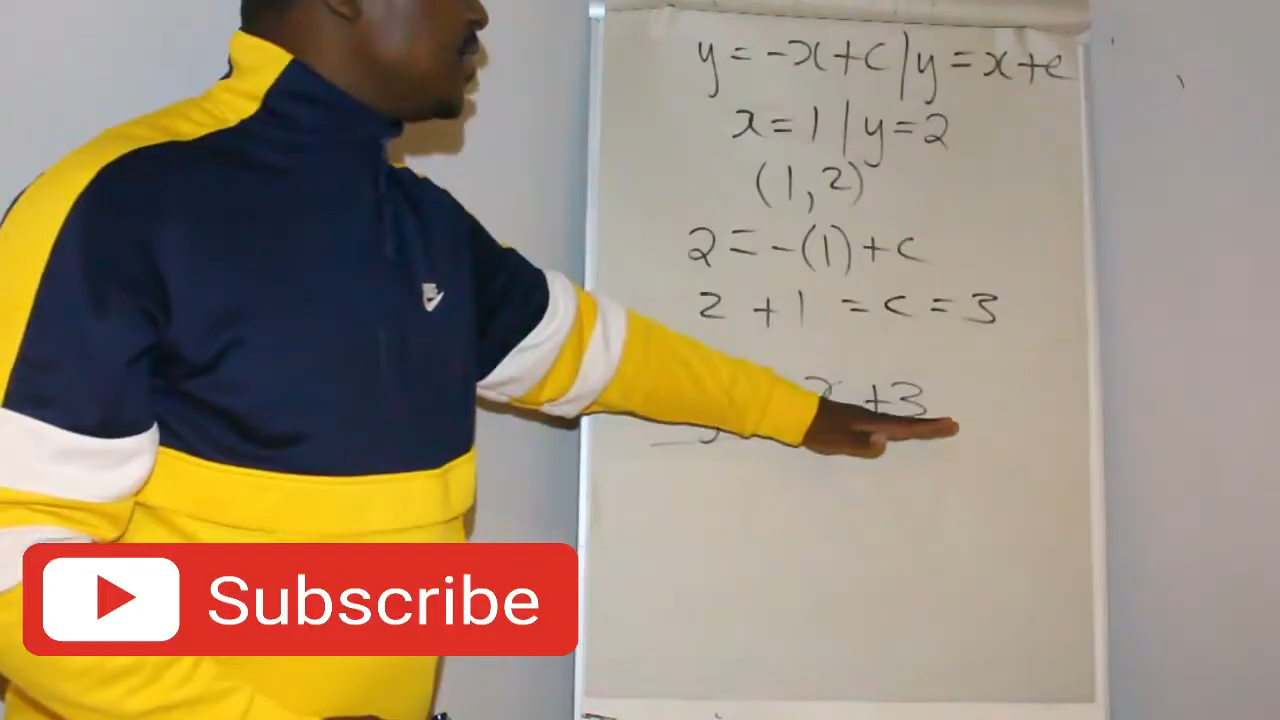 y = -x + c | y = x + c
x = 1 | y = 2
(1, 2)
2 = -(1) + c
2 + 1 = c = 3
x + 3
Subscribe